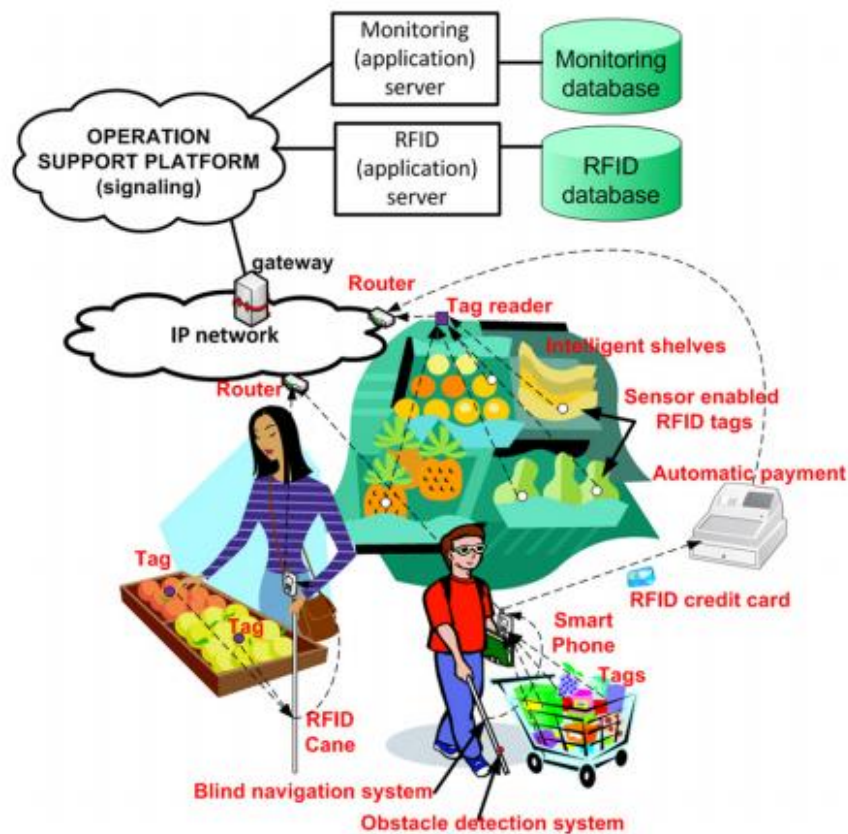 Monitoring
(application)
server
Monitoring
database
OPERATION
SUPPORT PLATFORM
(signaling)
RFID
(application)
server
RFID
database
gateway
Router
Tag reader
IP network
Intelligent shelves
Router
Sensor enabled
RFID tags
Automatic payment
Tag
Tag
RFID credit card
Smart
Phone
Tags
RFID
Cane
Blind navigation system
Obstacle detection system